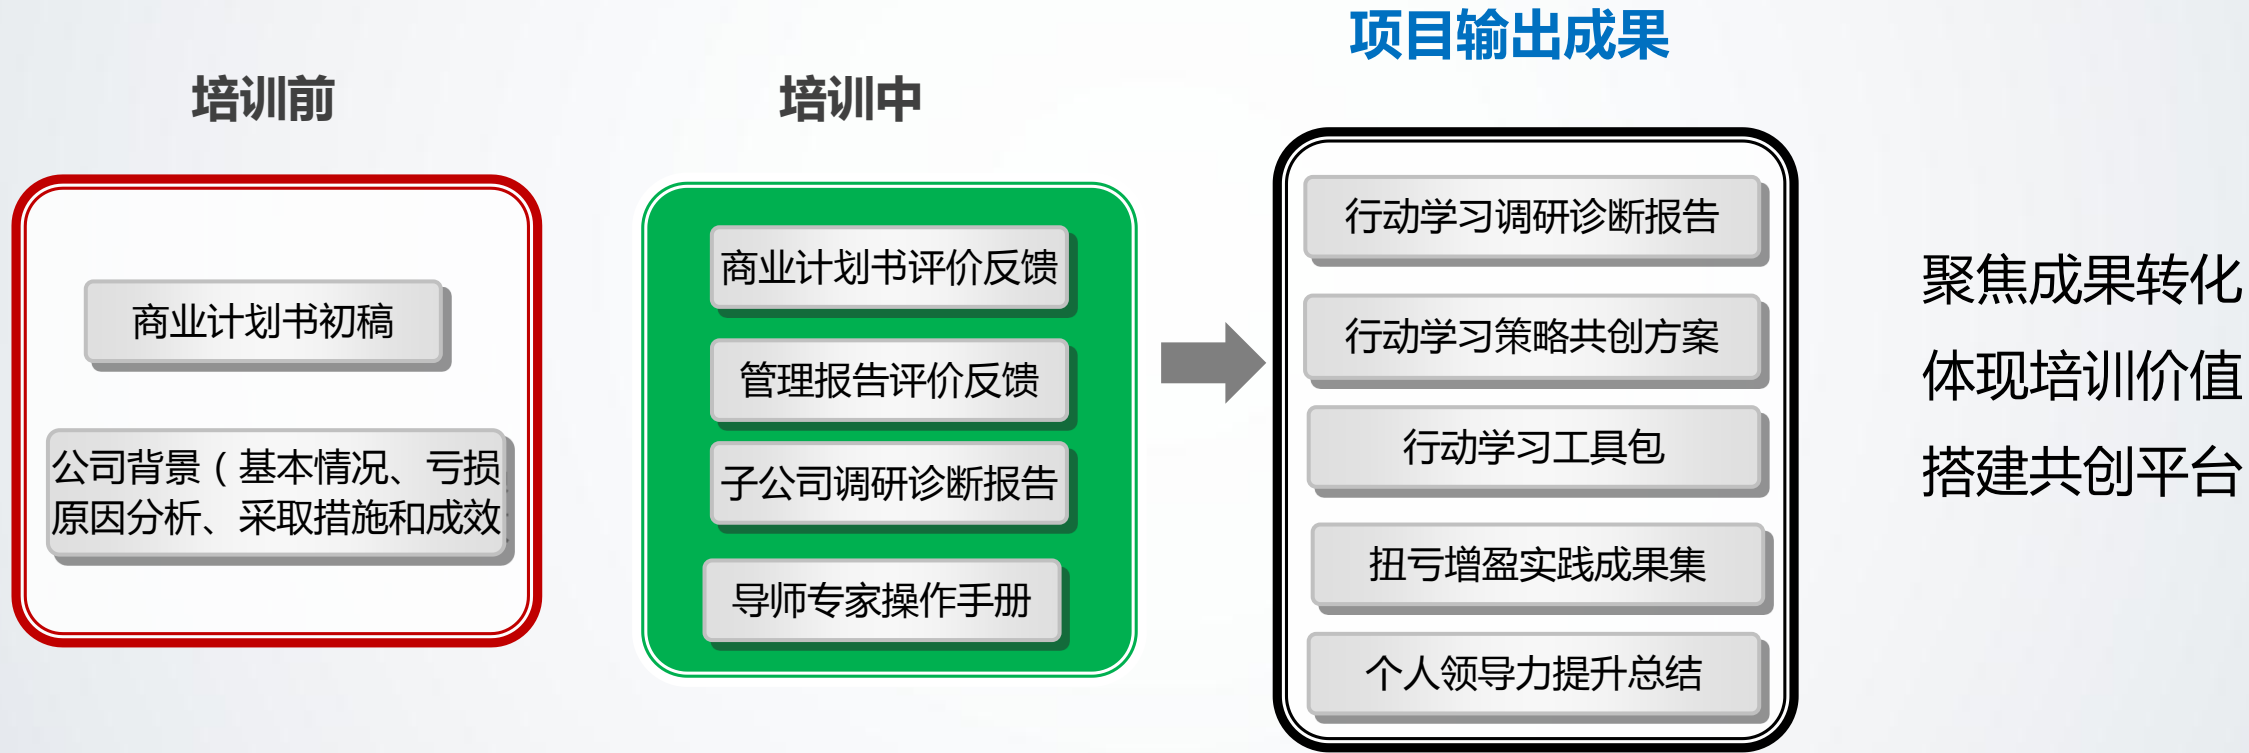 项目输出成果
培训前
培训中
商业计划书初稿
公司背景（基本情况、亏损
原因分析、采取措施和成效
商业计划书评价反馈
管理报告评价反馈
子公司调研诊断报告
导师专家操作手册
行动学习调研诊断报告
行动学习策略共创方案
行动学习工具包
扭亏增盈实践成果集
个人领导力提升总结
聚焦成果转化
体现培训价值
搭建共创平台